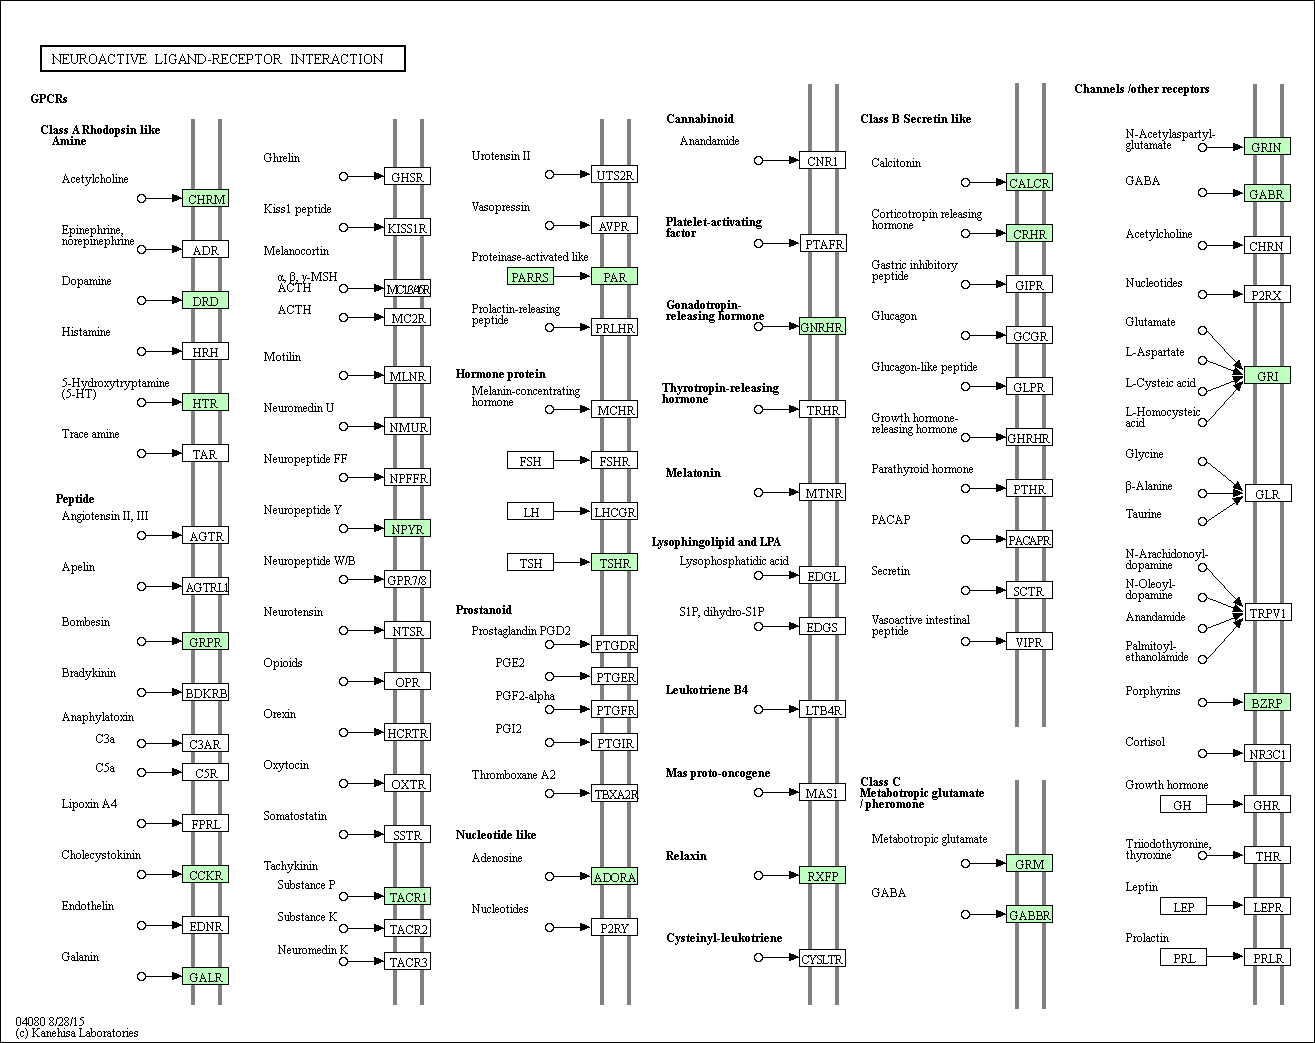 NEUROACTIVE LIGAND-RECEPTOR INTERACTION
GPCRs
Class A Rhodopsin like
Amine
Acetylcholine
CHRM
Epinephrine,
norepinephrine
ADR
Dopamine
DRD
Histamine
HRH
5-Hydroxytryptamine
(5-HT)
HTR
Trace amine
TAR
Peptide
Angiotensin II, III
AGTR
Apelin
AGTRL1
Bombesin
GRPR
Bradykinin
BDKRB
Anaphylatoxin
C3a
C3AR
C5a
C5R
Lipoxin A4
FPRL
Cholecystokinin
CCKR
Endothelin
EDNR
Galanin
GALR
Ghrelin
GHSR
Kiss1 peptide
KISS1R
Melanocortin
α, β, γ-MSH
ACTH
ACTH
MC2R
Motilin
MLNR
Neuromedin U
NMUR
Neuropeptide FF
NPFFR
Neuropeptide Y
NPYR
Neuropeptide W/B
GPR7/8
Neurotensin
NTSR
Opioids
OPR
Orexin
HCRTR
Oxytocin
OXTR
Somatostatin
SSTR
Tachykinin
Substance P
TACR1
Substance K
TACR2
Neuromedin K
TACR3
Urotensin II
UTS2R
Vasopressin
AVPR
Proteinase-activated like
PARRS PAR
Prolactin-releasing
peptide
PRLHR
Hormone protein
Melanin-concentrating
hormone
MCHR
FSH FSHR
LH LHCGR
TSH TSHR
Prostanoid
Prostaglandin PGD2
PTGDR
PGE2
PTGER
PGF2-alpha
PTGFR
PGI2
PTGIR
Thromboxane A2
TBXA2R
Nucleotide like
Adenosine
ADORA
Nucleotides
P2RY
Cannabinoid
Anandamide
CNR1
Platelet-activating
factor
PTAFR
Gonadotropin-
releasing hormone
GNRHR
Thyrotropin-releasing
hormone
TRHR
Melatonin
MTNR
Lysophingolipid and LPA
Lysophosphatidic acid
EDGL
S1P, dihydro-S1P
EDGS
Leukotriene B4
LTB4R
Mas proto-oncogene
MAS1
Relaxin
RXFP
Cysteinyl-leukotriene
CYSLTR
Class B Secretin like
Calcitonin
CALCR
Corticotropin releasing
hormone
CRHR
Gastric inhibitory
peptide
GIPR
Glucagon
GCGR
Glucagon-like peptide
GLPR
Growth hormone-
releasing hormone
GHRHR
Parathyroid hormone
PTHR
PACAP
PACAPR
Secretin
SCTR
Vasoactive intestinal
peptide
VIPR
Class C
Metabotropic glutamate
/ pheromone
Metabotropic glutamate
GRM
GABA
GABBR
Channels /other receptors
N-Acetylaspartyl-
glutamate
GRIN
GABA
GABR
Acetylcholine
CHRN
Nucleotides
P2RX
Glutamate
L-Aspartate
GRI
L-Cysteic acid
L-Homocysteic
acid
Glycine
β-Alanine
GLR
Taurine
N-Arachidonoyl-
dopamine
N-Oleoyl-
dopamine
TRPV1
Anandamide
Palmitoyl-
ethanolamide
Porphyrins
BZRP
Cortisol
NR3C1
Growth hormone
GH GHR
Triiodothyronine,
thyroxine
THR
Leptin
LEP LEPR
Prolactin
PRL PRLR
04080 8/28/15
(c) Kanehisa Laboratories